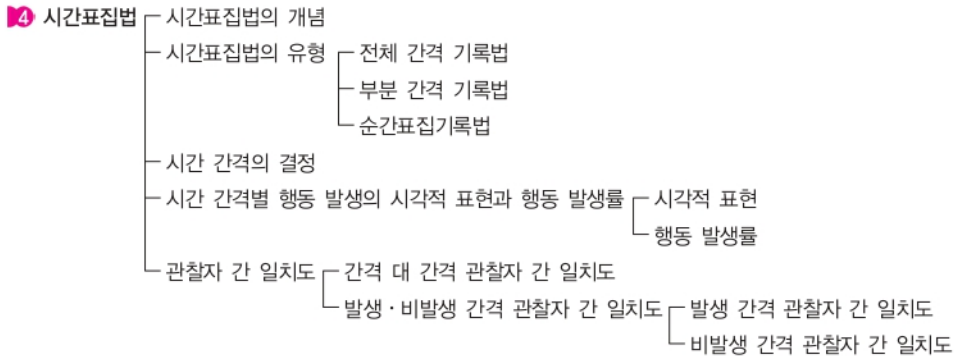 4 시간표집법 시간표집법의 개념
시간표집법의 유형 전체 간격 기록법
부분 간격 기록법
순간표집기록법
시간 간격의 결정
시간 간격별 행동 발생의 시각적 표현과 행동 발생률 시각적 표현
행동 발생률
관찰자 간 일치도 간격 대 간격 관찰자 간 일치도
발생·비발생 간격 관찰자 간 일치도 발생 간격 관찰자 간 일치도
비발생 간격 관찰자 간 일치도